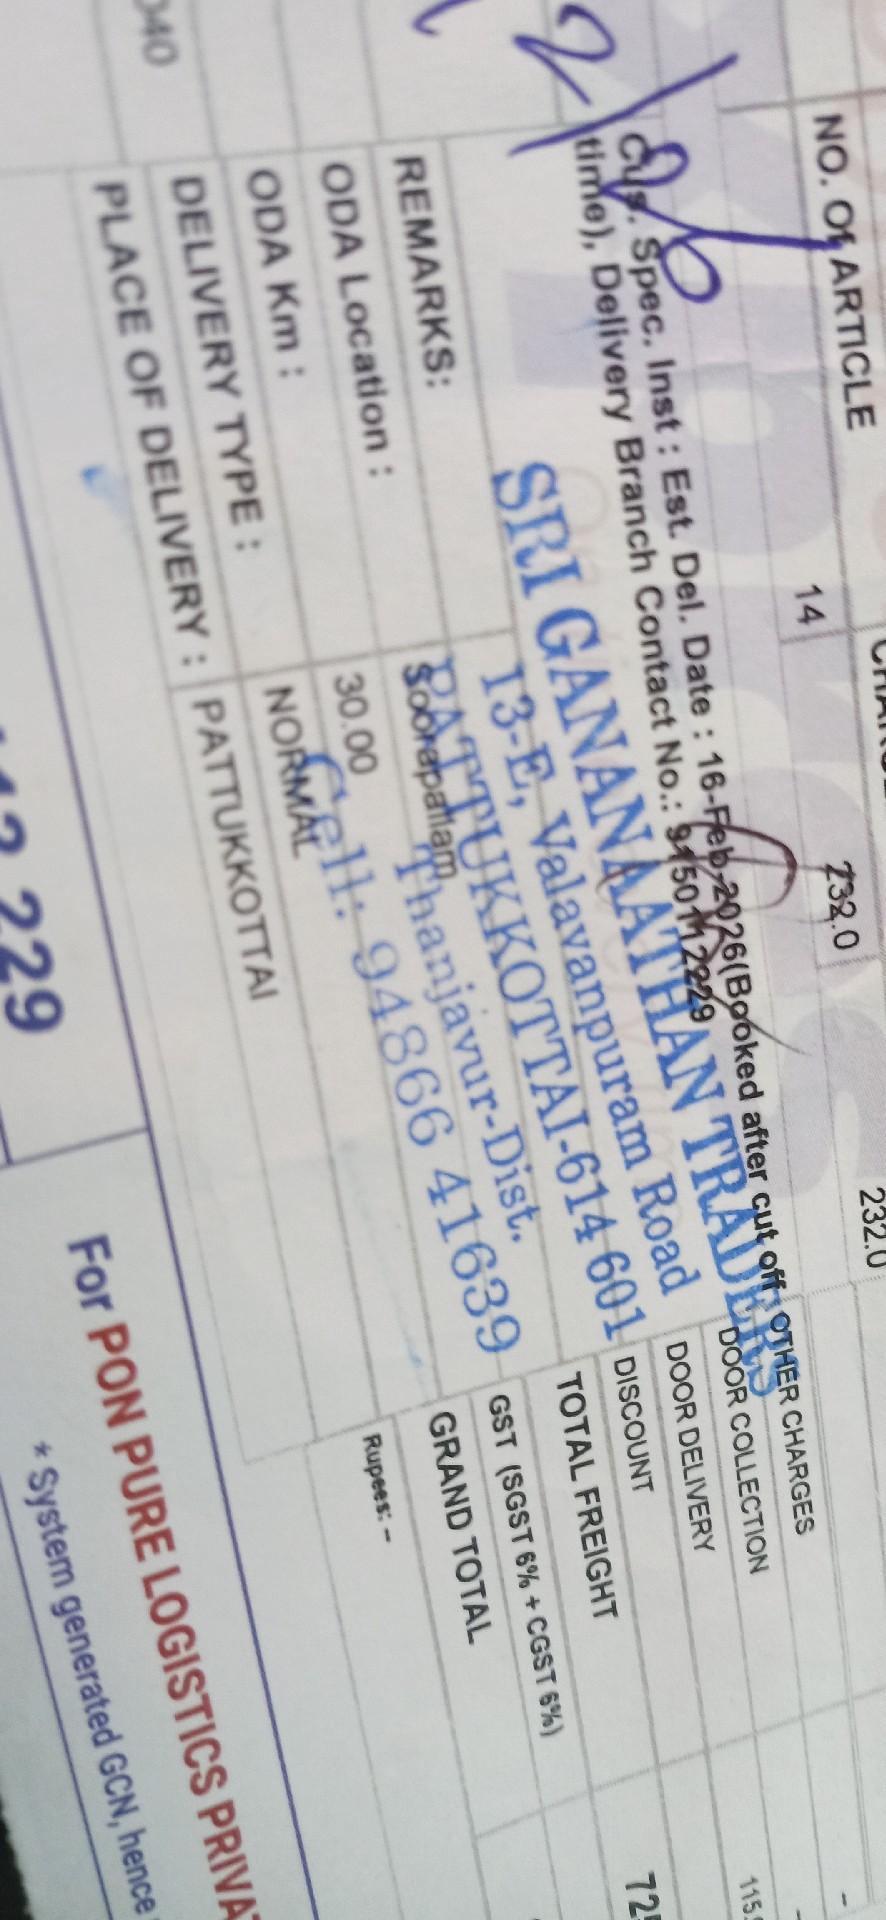 NO. Of ARTICLE 14 232.0 232.0
Cus. Spec. Inst : Est. Del. Date : 16-Feb-2026(Booked after cut off
time), Delivery Branch Contact No.: 9150112229
OTHER CHARGES
DOOR COLLECTION
DOOR DELIVERY
DISCOUNT
TOTAL FREIGHT
GST (SGST 6% + CGST 6%)
GRAND TOTAL
Rupees: -
SRI GANANAATHAN TRADERS
13-E, Valavanpuram Road
PATTUKKOTTAI-614 601
Thanjavur-Dist.
Cell: 94866 41639
REMARKS:
ODA Location : Soorapallam
ODA Km : 30.00
DELIVERY TYPE : NORMAL
PLACE OF DELIVERY : PATTUKKOTTAI
229
For PON PURE LOGISTICS
* System generated GCN, hence